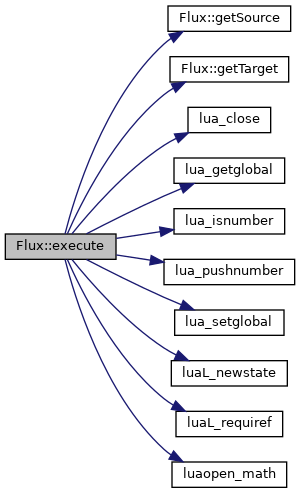 Flux::getSource
Flux::getTarget
lua_close
lua_getglobal
lua_isnumber
Flux::execute
lua_pushnumber
lua_setglobal
luaL_newstate
luaL_requiref
luaopen_math